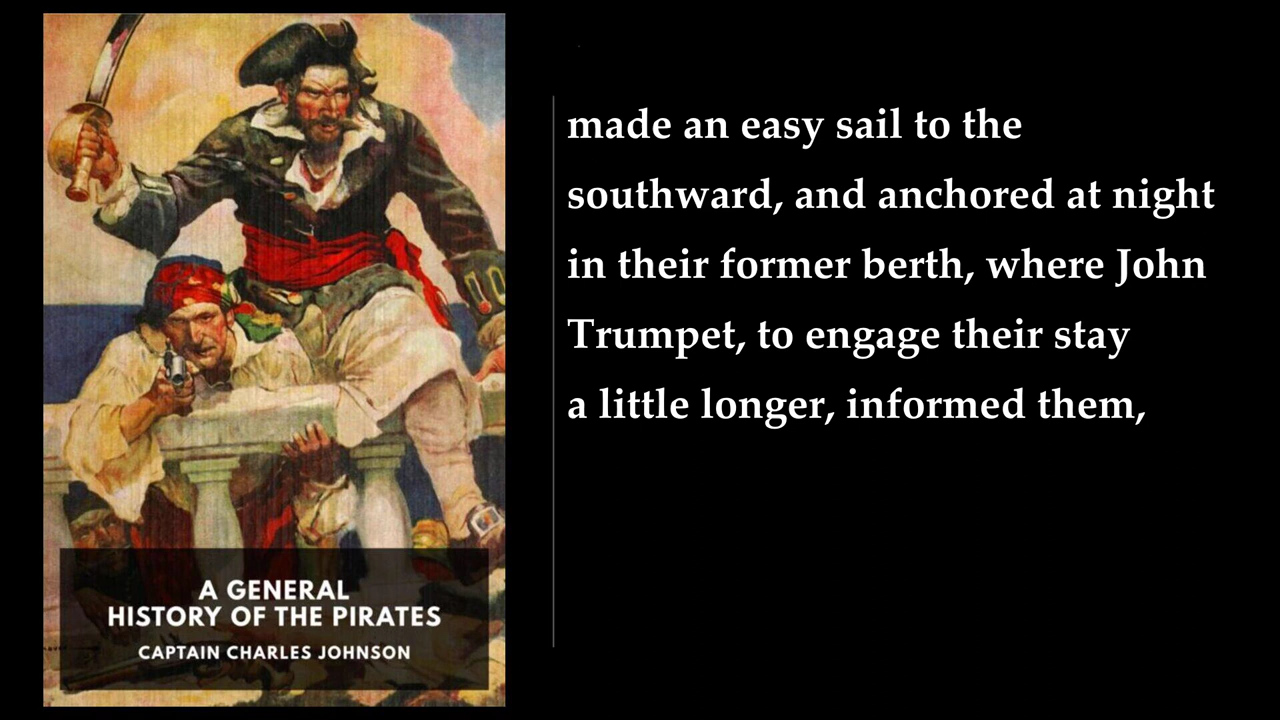 made an easy sail to the
southward, and anchored at night
in their former berth, where John
Trumpet, to engage their stay
a little longer, informed them,
A GENERAL
HISTORY OF THE PIRATES
CAPTAIN CHARLES JOHNSON